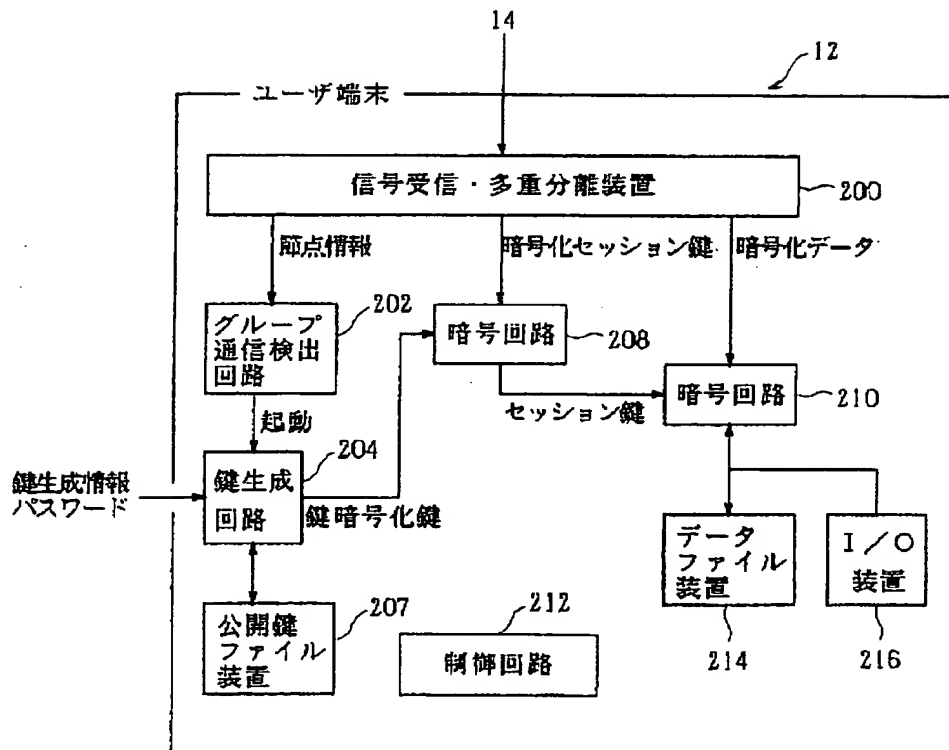 14
12
ユーザ端末
信号受信・多重分離装置
200
節点情報
暗号化セッション鍵
暗号化データ
202
グループ
通信検出
回路
暗号回路
208
起動
セッション鍵
暗号回路
210
鍵生成情報
パスワード
204
鍵生成
回路
鍵暗号化鍵
データ
ファイル
装置
I/O
装置
214
216
207
公開鍵
ファイル
装置
212
制御回路